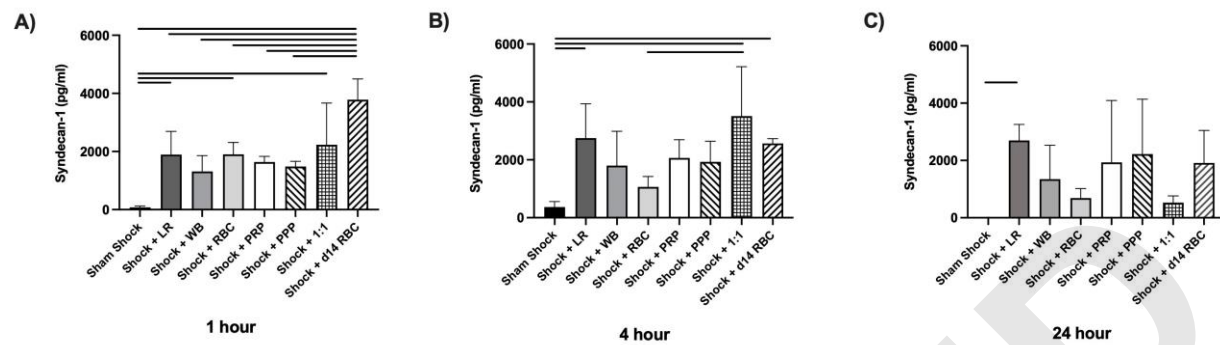 A)
Syndecan-1 (pg/ml)
6000
4000
2000
0
Sham Shock
Shock + LR
Shock + WB
Shock + RBC
Shock + PRP
Shock + PPP
Shock + 1:1
Shock + d14 RBC
1 hour
B)
Syndecan-1 (pg/ml)
6000
4000
2000
0
Sham Shock
Shock + LR
Shock + WB
Shock + RBC
Shock + PRP
Shock + PPP
Shock + 1:1
Shock + d14 RBC
4 hour
C)
Syndecan-1 (pg/ml)
6000
4000
2000
0
Sham Shock
Shock + LR
Shock + WB
Shock + RBC
Shock + PRP
Shock + PPP
Shock + 1:1
Shock + d14 RBC
24 hour